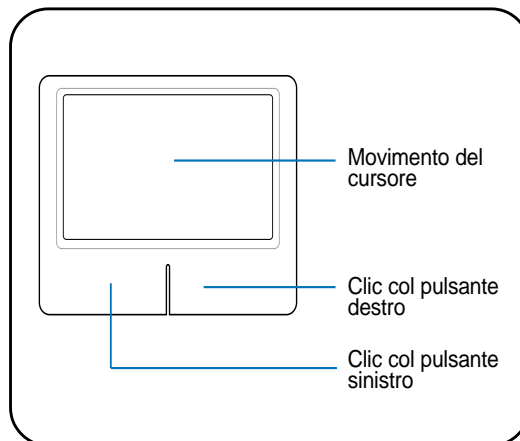 Movimento del
cursore
Clic col pulsante
destro
Clic col pulsante
sinistro